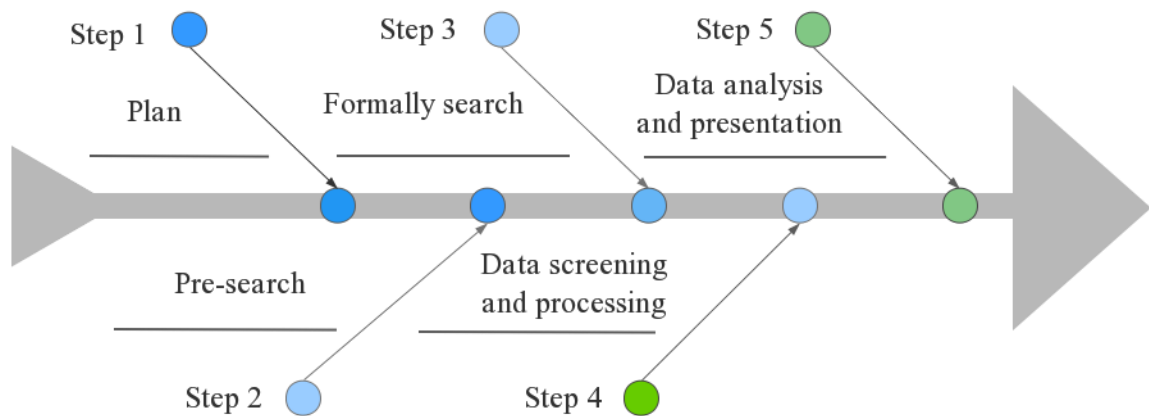 Step 1
Step 3
Step 5
Plan
Formally search
Data analysis
and presentation
Pre-search
Data screening
and processing
Step 2
Step 4